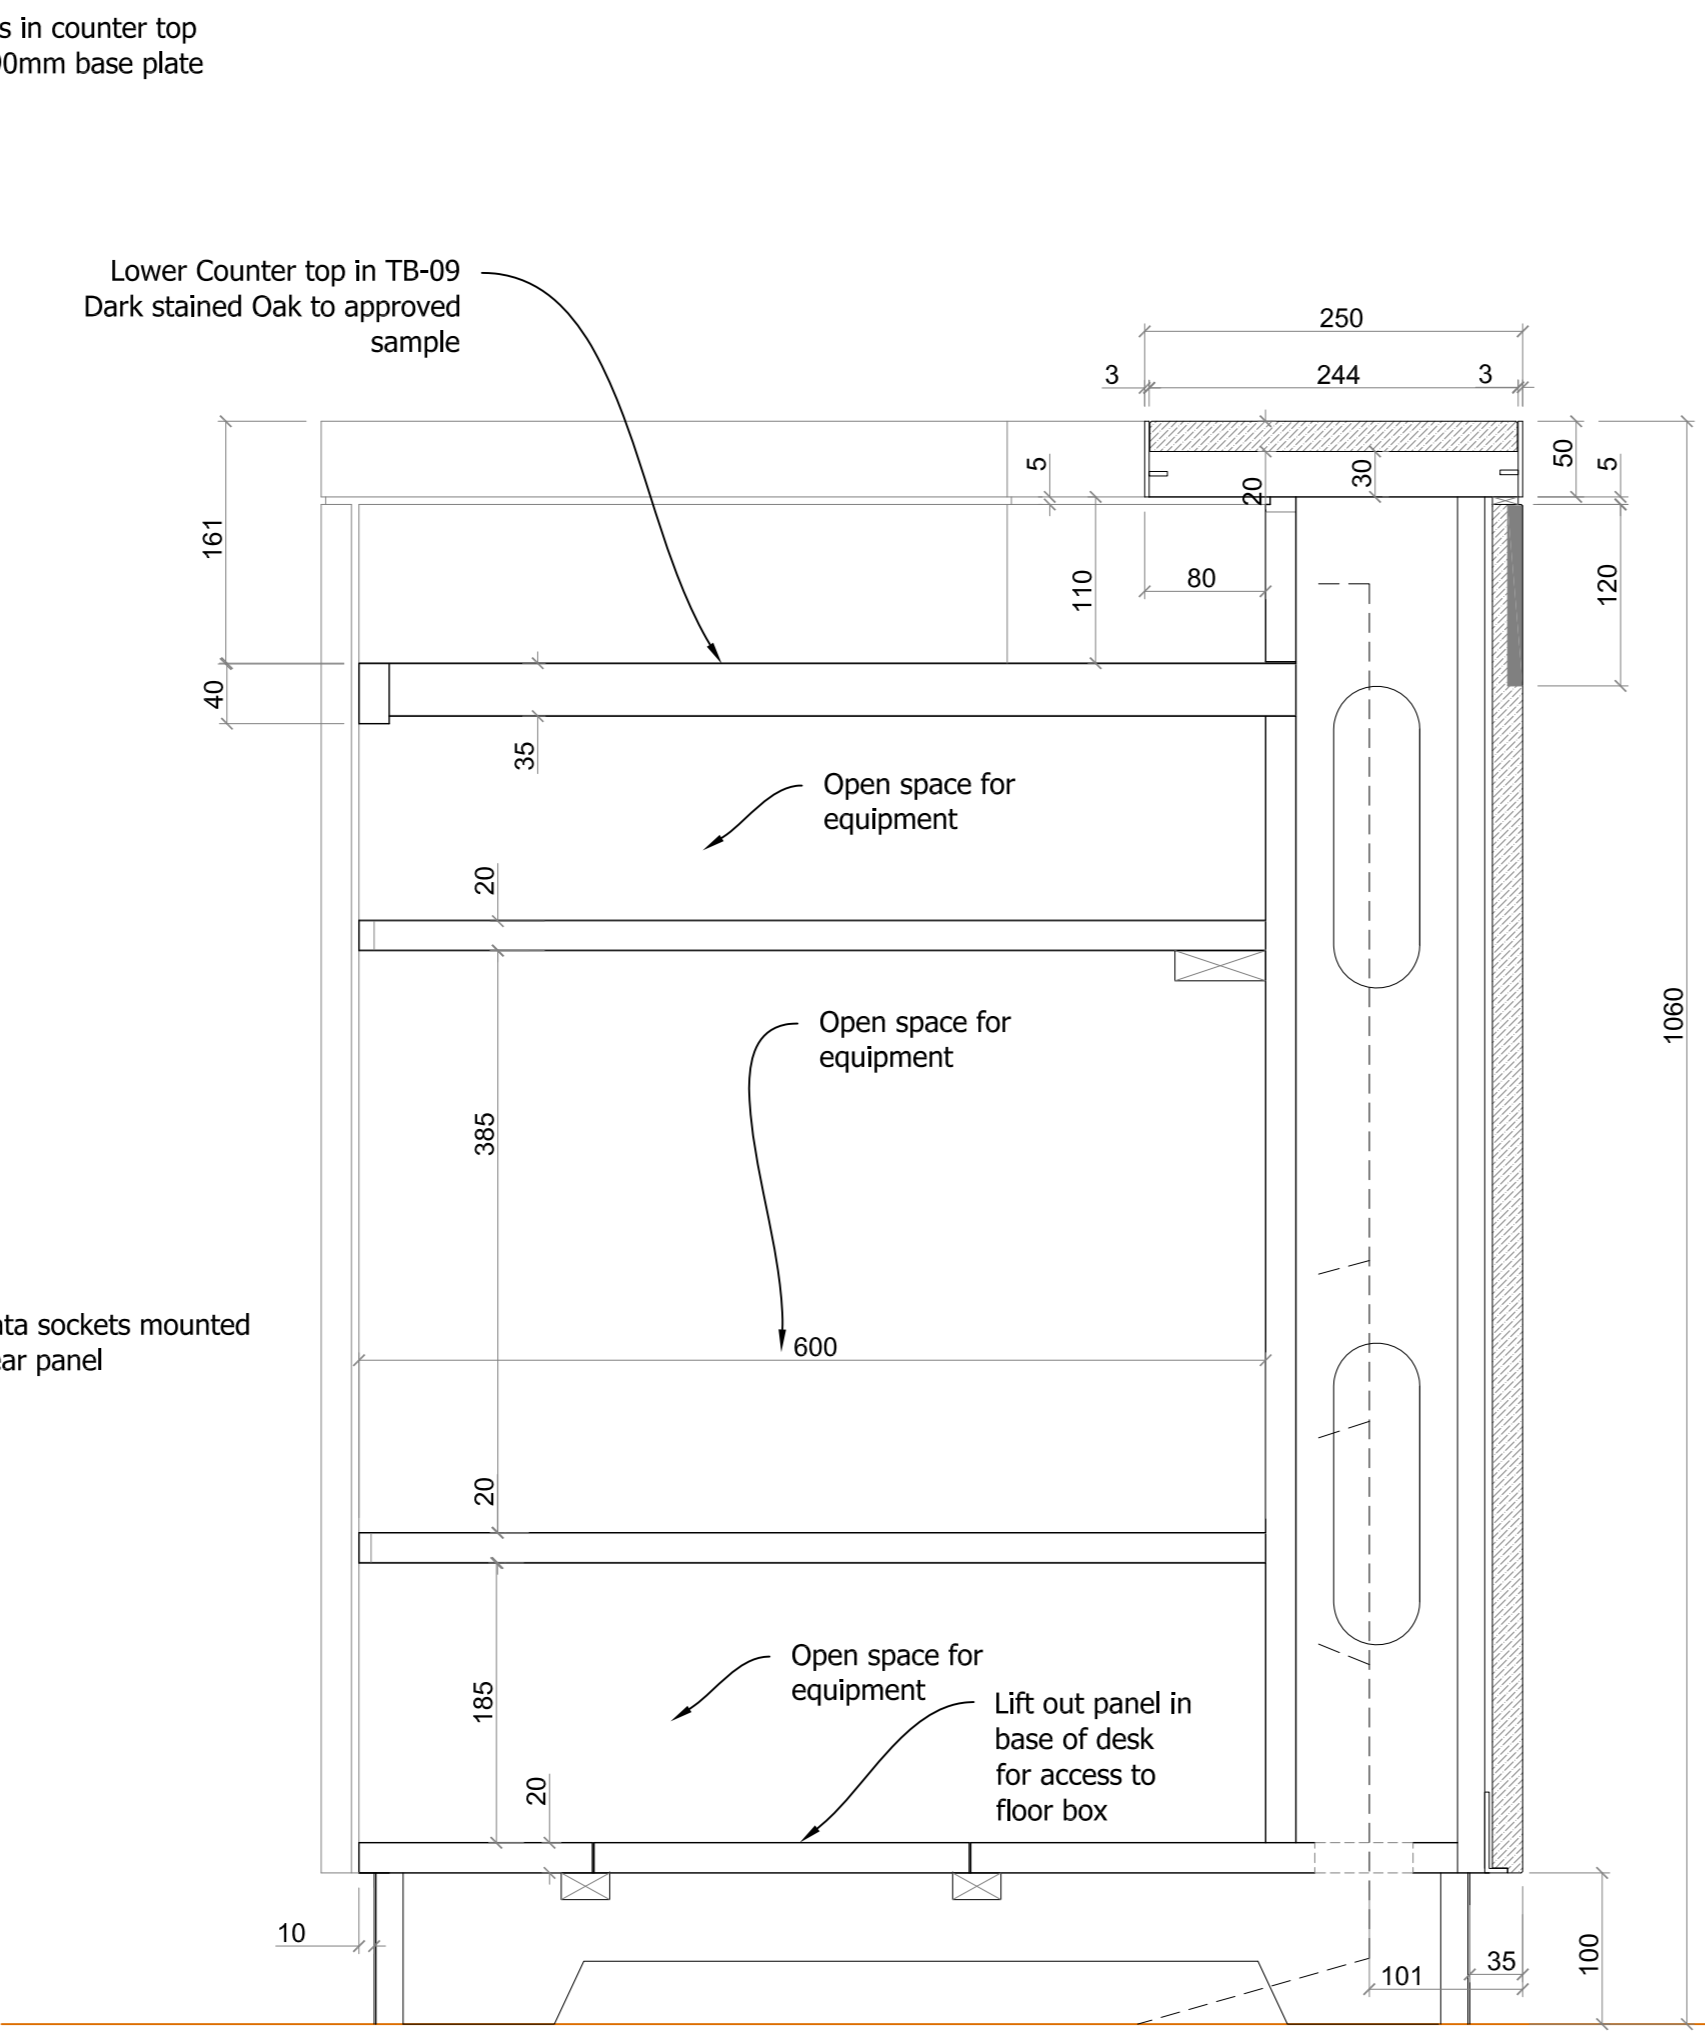 s in counter top
0mm base plate
Lower Counter top in TB-09
Dark stained Oak to approved
sample
250
3
244
3
5
20
30
50
5
161
110
80
120
40
35
Open space for
equipment
20
1060
Open space for
equipment
385
ata sockets mounted
ear panel
600
20
Open space for
equipment
185
Lift out panel in
base of desk
for access to
floor box
20
10
101
35
100